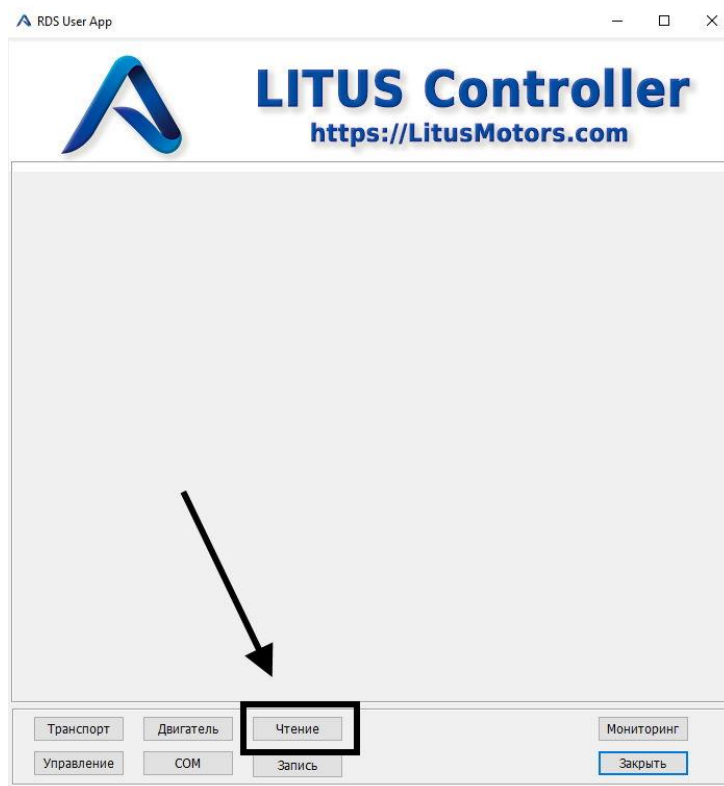 RDS User App
LITUS Controller
https://LitusMotors.com
Транспорт Двигатель Чтение Мониторинг
Управление COM Запись Закрыть